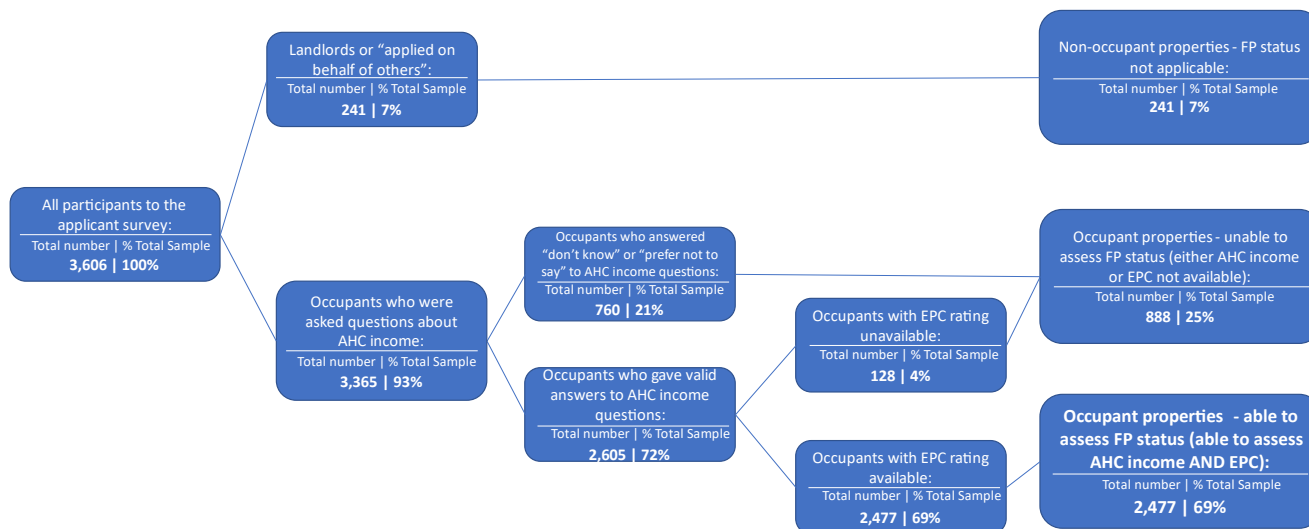 Landlords or “applied on
behalf of others”:
Total number | % Total Sample
241 | 7%
Non-occupant properties - FP status
not applicable:
Total number | % Total Sample
241 | 7%
All participants to the
applicant survey:
Total number | % Total Sample
3,606 | 100%
Occupants who were
asked questions about
AHC income:
Total number | % Total Sample
3,365 | 93%
Occupants who answered
“don’t know” or “prefer not to
say” to AHC income questions:
Total number | % Total Sample
760 | 21%
Occupants who gave valid
answers to AHC income
questions:
Total number | % Total Sample
2,605 | 72%
Occupants with EPC rating
unavailable:
Total number | % Total Sample
128 | 4%
Occupants with EPC rating
available:
Total number | % Total Sample
2,477 | 69%
Occupant properties - unable to
assess FP status (either AHC income
or EPC not available):
Total number | % Total Sample
888 | 25%
Occupant properties - able to
assess FP status (able to assess
AHC income AND EPC):
Total number | % Total Sample
2,477 | 69%